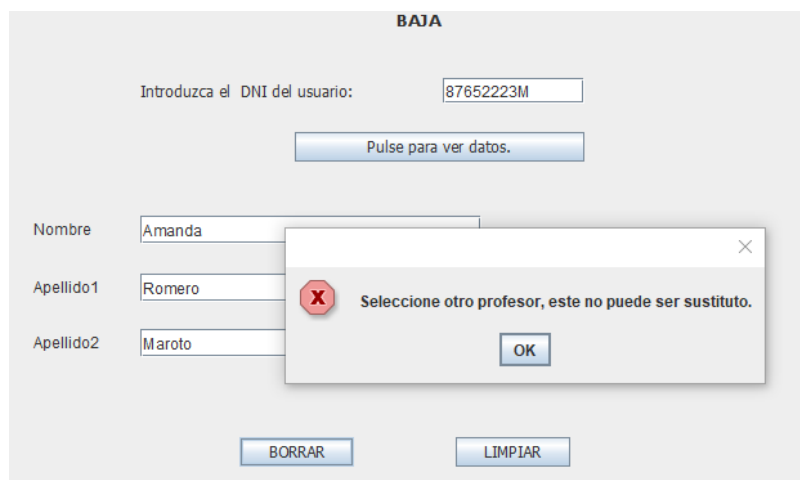 BAJA
Introduzca el DNI del usuario: 87652223M
Pulse para ver datos.
Nombre Amanda
Apellido1 Romero
Seleccione otro profesor, este no puede ser sustituto.
Apellido2 Maroto
OK
BORRAR LIMPIAR